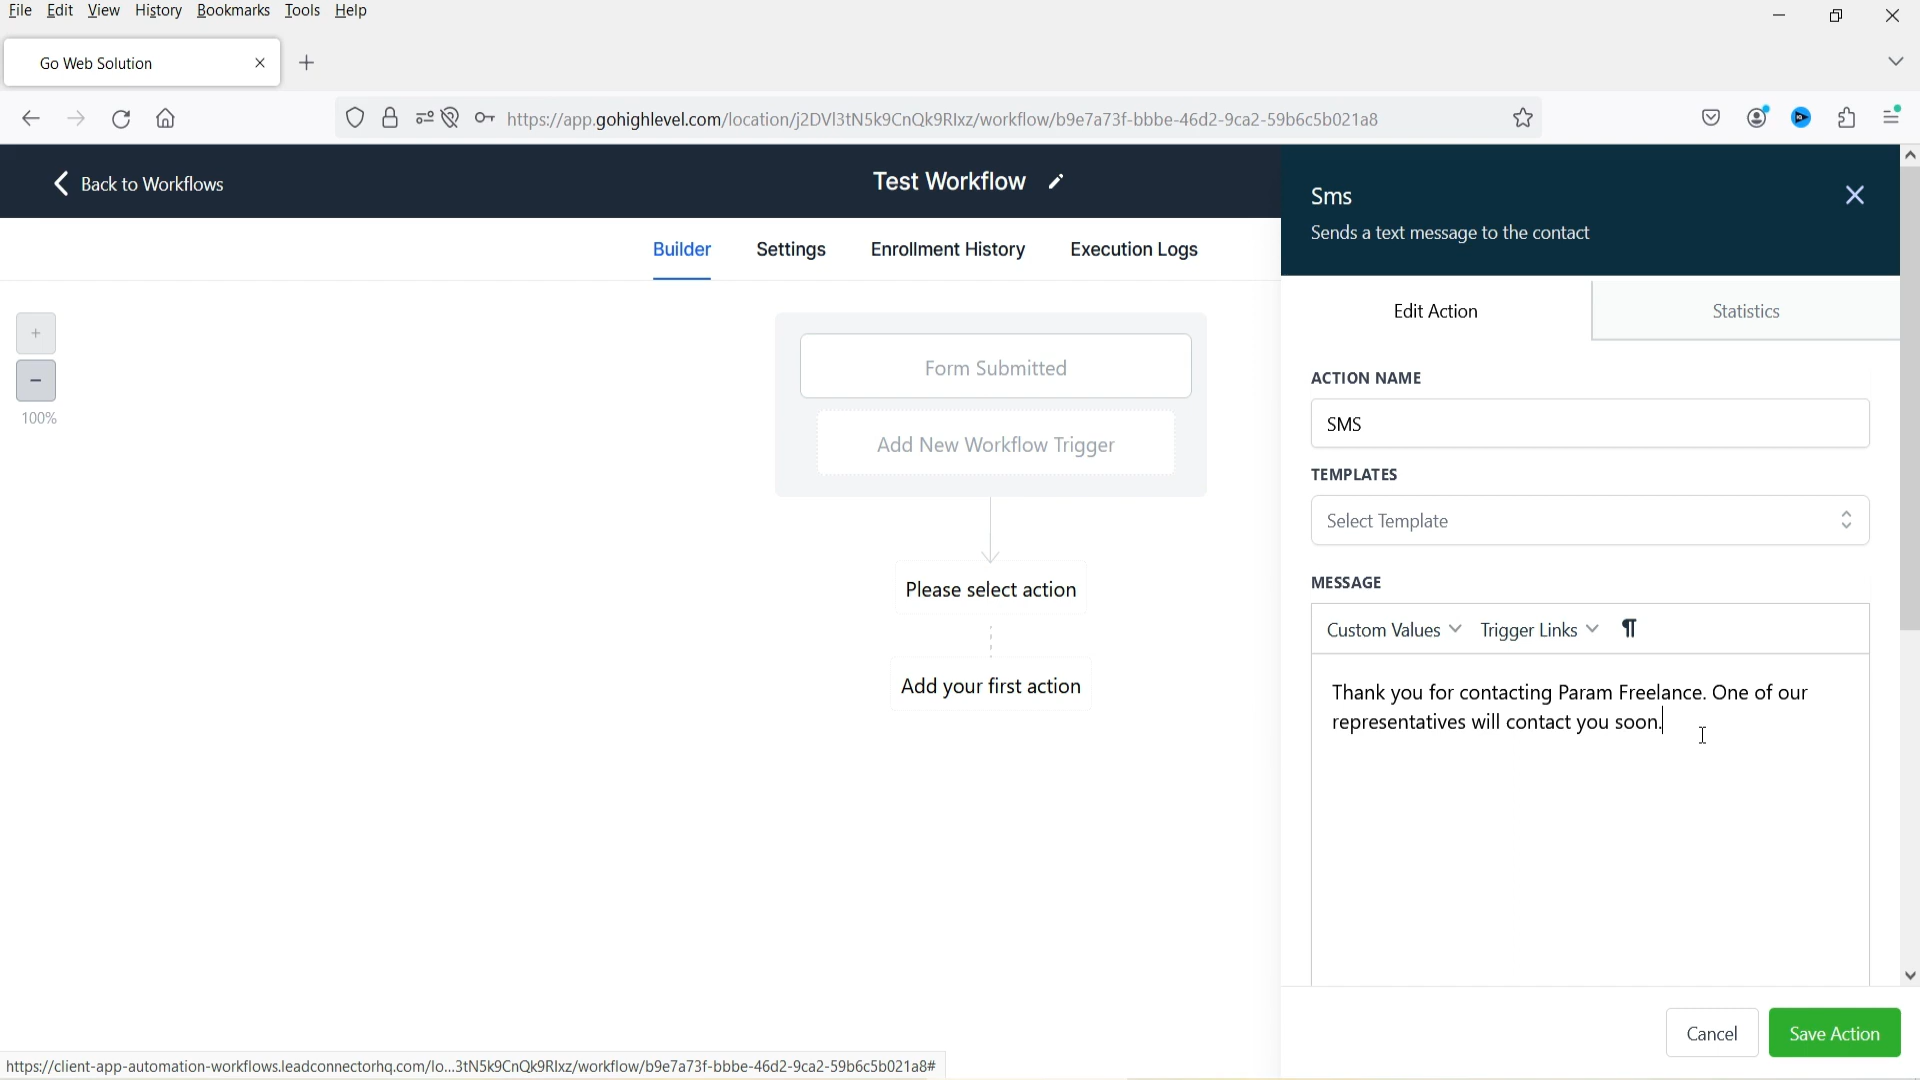 File Edit View History Bookmarks Tools Help
Go Web Solution
https://app.gohighlevel.com/location/j2DVl3tN5k9CnQk9Rlxz/workflow/b9e7a73f-bbbe-46d2-9ca2-59b6c5b021a8
Back to Workflows
Test Workflow
Builder Settings Enrollment History Execution Logs
+
−
100%
Form Submitted
Add New Workflow Trigger
Please select action
Add your first action
Sms
Sends a text message to the contact
Edit Action Statistics
ACTION NAME
SMS
TEMPLATES
Select Template
MESSAGE
Custom Values Trigger Links ¶
Thank you for contacting Param Freelance. One of our
representatives will contact you soon.
Cancel Save Action
https://client-app-automation-workflows.leadconnectorhq.com/lo...3tN5k9CnQk9Rlxz/workflow/b9e7a73f-bbbe-46d2-9ca2-59b6c5b021a8#